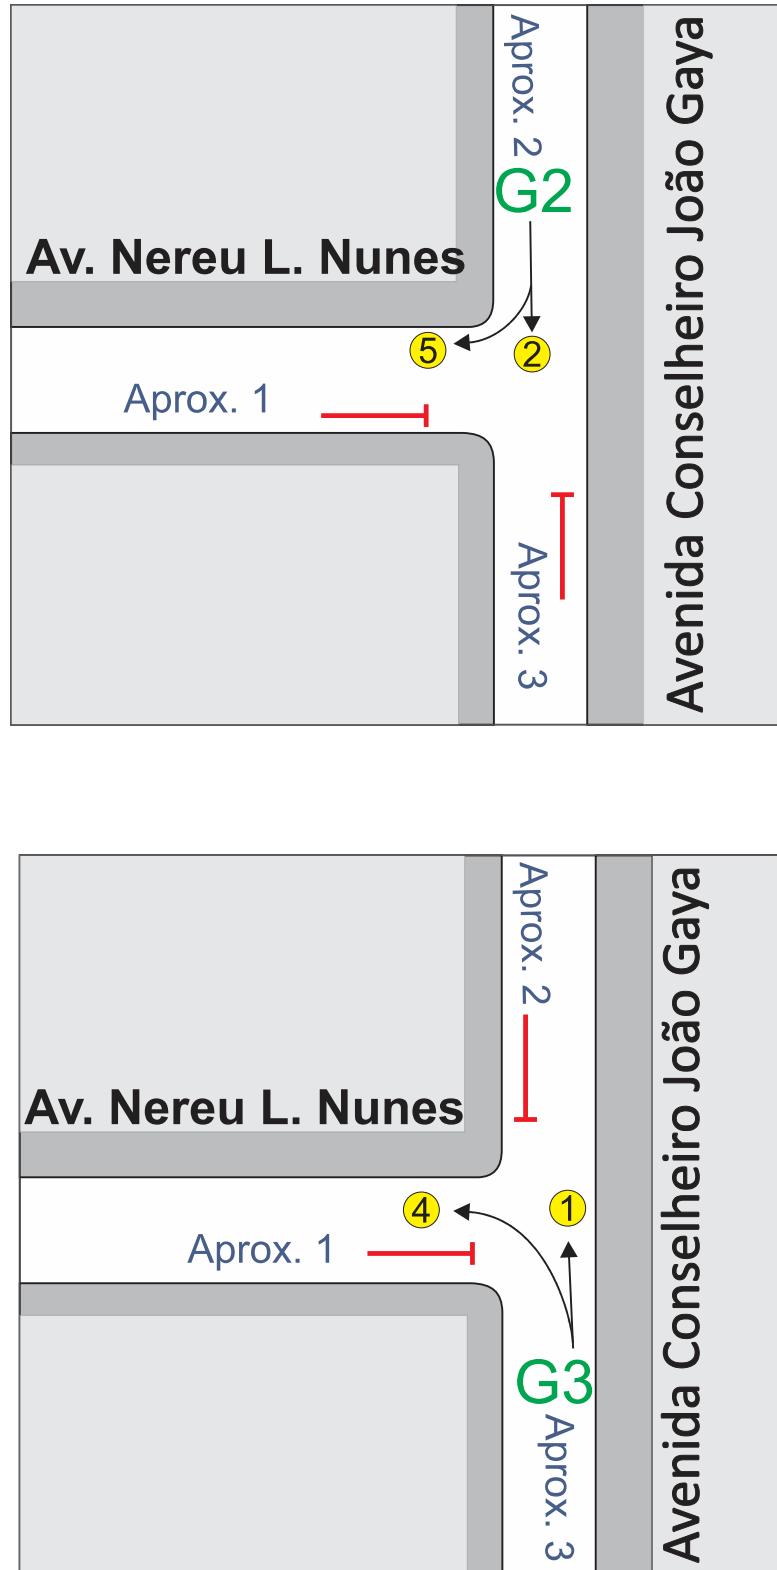 Aprox. 2
G2
Avenida Conselheiro João Gaya
Av. Nereu L. Nunes
5
2
Aprox. 1
Aprox. 3
Aprox. 2
Avenida Conselheiro João Gaya
Av. Nereu L. Nunes
4
1
Aprox. 1
G3
Aprox. 3